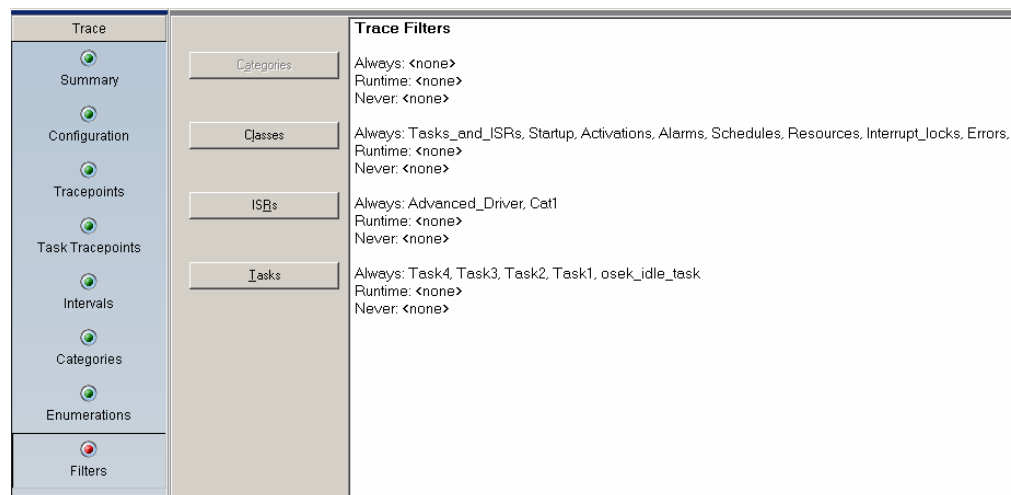 Trace
Summary
Configuration
Tracepoints
Task Tracepoints
Intervals
Categories
Enumerations
Filters
Categories
Classes
ISRs
Tasks
Trace Filters
Always: <none>
Runtime: <none>
Never: <none>
Always: Tasks_and_ISRs, Startup, Activations, Alarms, Schedules, Resources, Interrupt_locks, Errors,
Runtime: <none>
Never: <none>
Always: Advanced_Driver, Cat1
Runtime: <none>
Never: <none>
Always: Task4, Task3, Task2, Task1, osek_idle_task
Runtime: <none>
Never: <none>